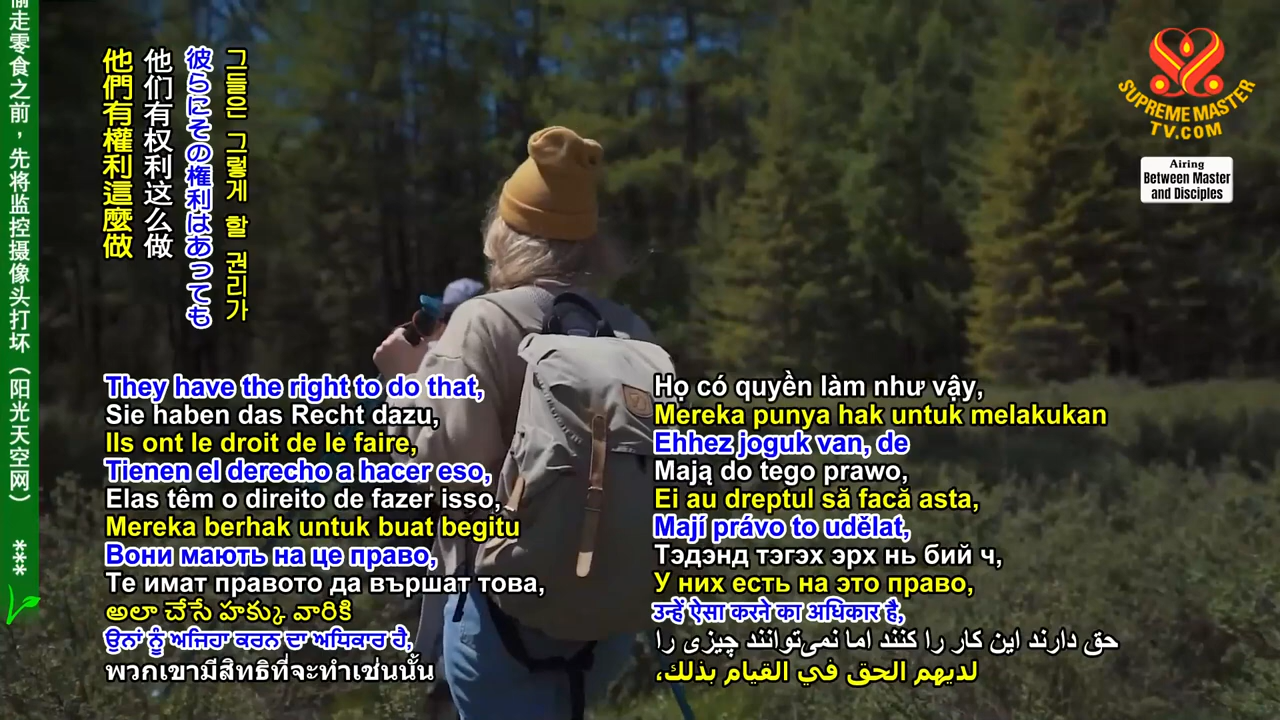 偷走零食之前，先将监控摄像头打坏（阳光天空网） ***
他們有權利這麼做
他们有权利这么做
彼らにその権利はあっても
그들은 그렇게 할 권리가
SUPREME MASTER
TV.COM
Airing
Between Master
and Disciples
They have the right to do that,
Sie haben das Recht dazu,
Ils ont le droit de le faire,
Tienen el derecho a hacer eso,
Elas têm o direito de fazer isso,
Mereka berhak untuk buat begitu
Вони мають на це право,
Те имат правото да вършат това,
అలా చేసే హక్కు వారికి
ਉਨਾਂ ਨੂੰ ਅਜਿਹਾ ਕਰਨ ਦਾ ਅਧਿਕਾਰ ਹੈ,
พวกเขามีสิทธิที่จะทำเช่นนั้น
Họ có quyền làm như vậy,
Mereka punya hak untuk melakukan
Ehhez joguk van, de
Mają do tego prawo,
Ei au dreptul să facă asta,
Mají právo to udělat,
Тэдэнд тэгэх эрх нь бий ч,
У них есть на это право,
उन्हें ऐसा करने का अधिकार है,
حق دارند این کار را کنند اما نمی‌توانند چیزی را
لديهم الحق في القيام بذلك،